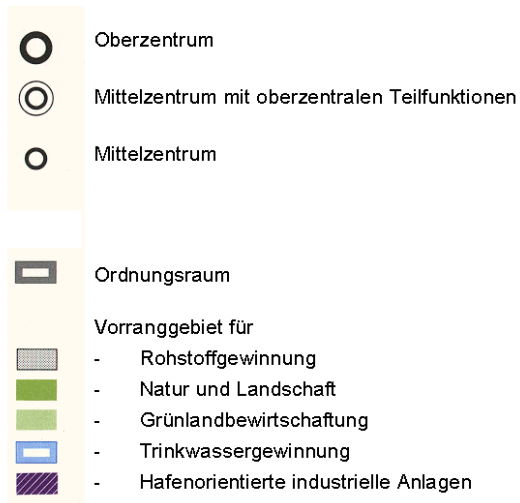 Oberzentrum
Mittelzentrum mit oberzentralen Teilfunktionen
Mittelzentrum
Ordnungsraum
Vorranggebiet für
- Rohstoffgewinnung
- Natur und Landschaft
- Grünlandbewirtschaftung
- Trinkwassergewinnung
- Hafenorientierte industrielle Anlagen